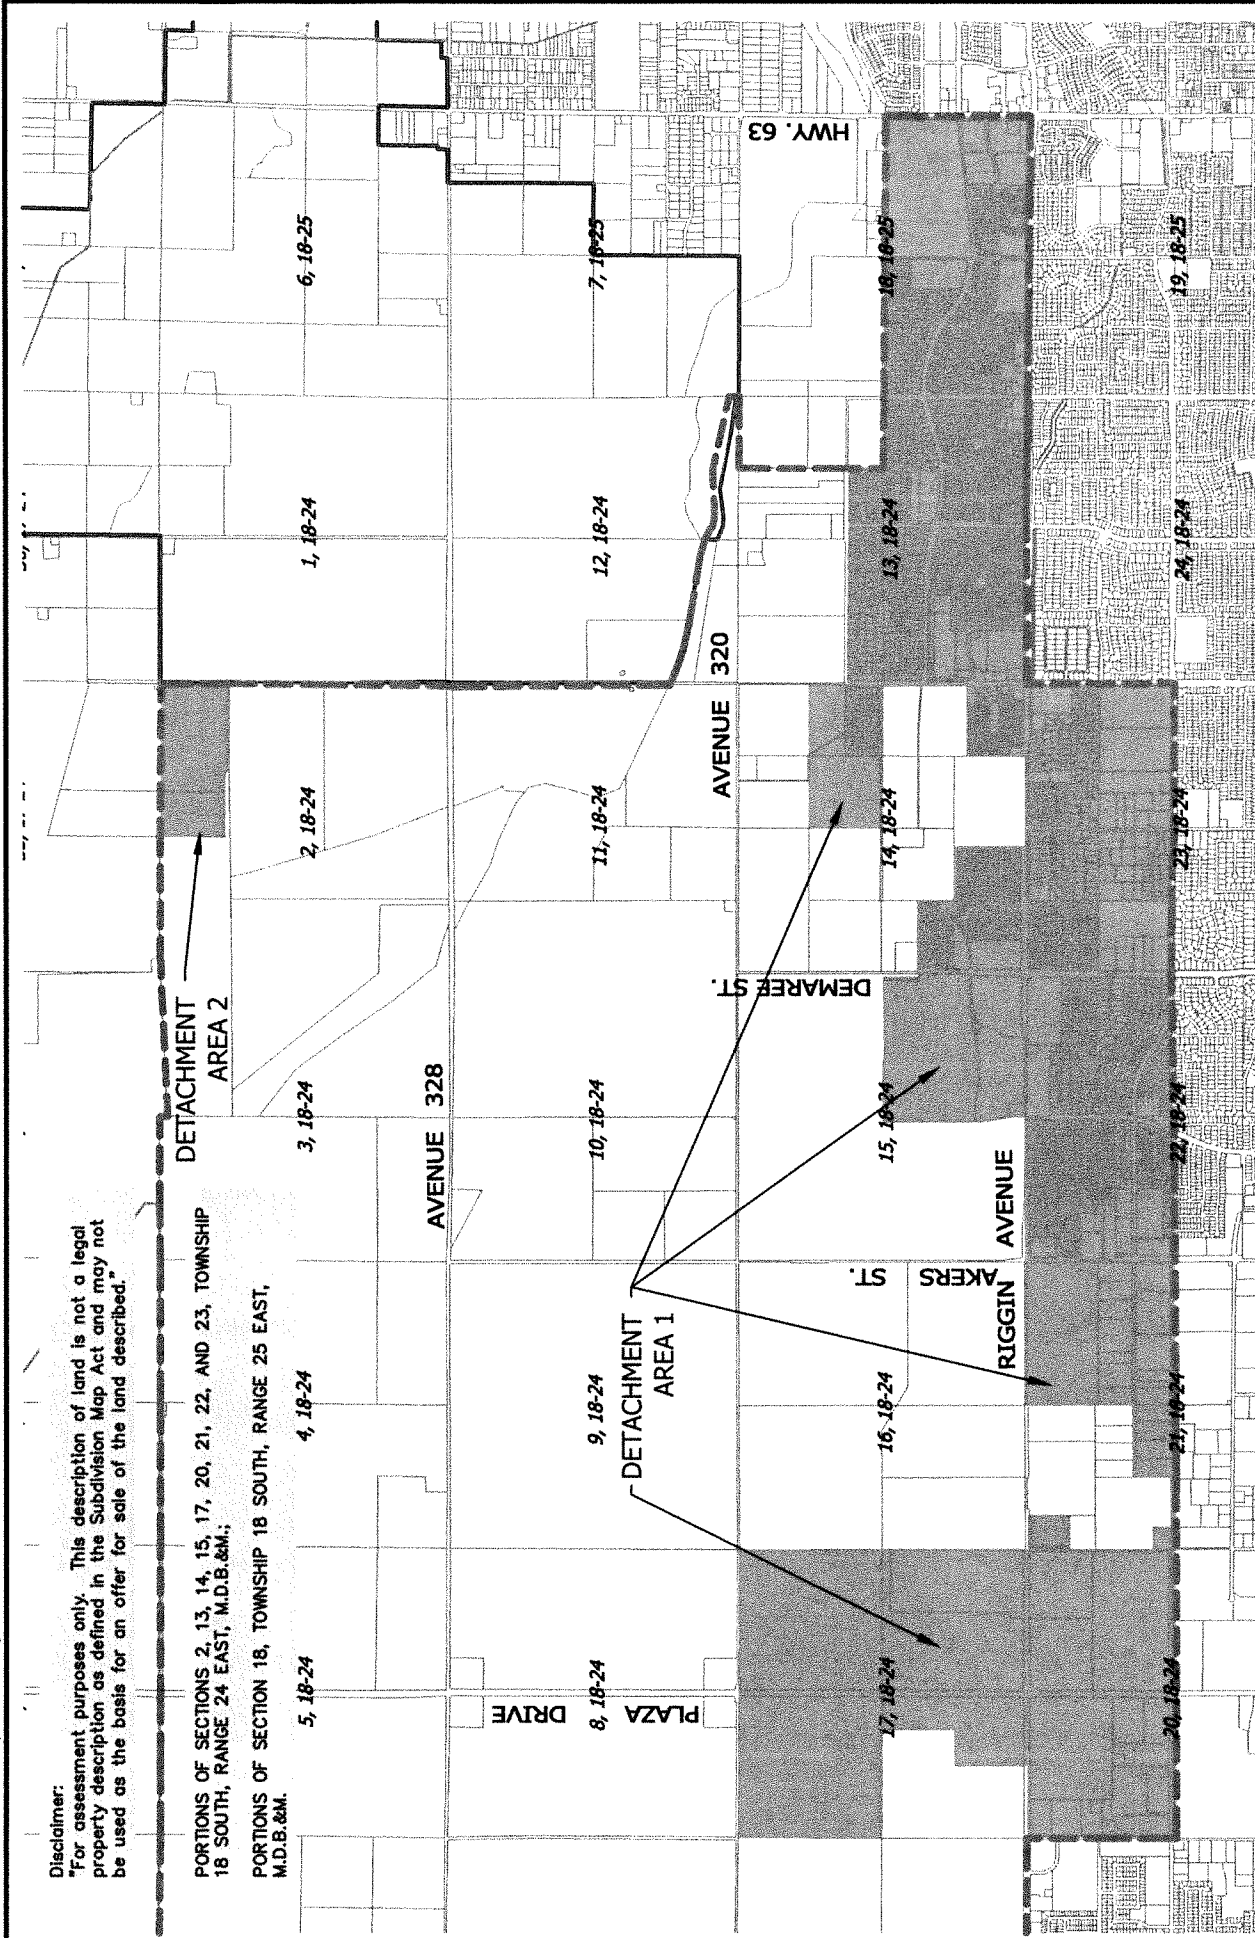 Disclaimer:
"For assessment purposes only. This description of land is not a legal
property description as defined in the Subdivision Map Act and may not
be used as the basis for an offer for sale of the land described."
PORTIONS OF SECTIONS 2, 13, 14, 15, 17, 20, 21, 22, AND 23, TOWNSHIP
18 SOUTH, RANGE 24 EAST, M.D.B.&M.;
PORTIONS OF SECTION 18, TOWNSHIP 18 SOUTH, RANGE 25 EAST,
M.D.B.&M.
DETACHMENT
AREA 2
5, 18-24
4, 18-24
3, 18-24
2, 18-24
1, 18-24
6, 18-25
AVENUE 328
PLAZA DRIVE
8, 18-24
9, 18-24
10, 18-24
11, 18-24
12, 18-24
7, 18-25
DETACHMENT
AREA 1
AVENUE 320
HWY. 63
DEMAREE ST.
17, 18-24
16, 18-24
15, 18-24
14, 18-24
13, 18-24
18, 18-25
AKERS ST.
RIGGIN AVENUE
20, 18-24
21, 18-24
22, 18-24
23, 18-24
24, 18-24
19, 18-25